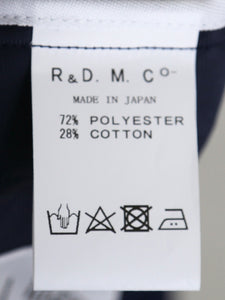 R&D. M. Co-
MADE IN JAPAN
72% POLYESTER
28% COTTON